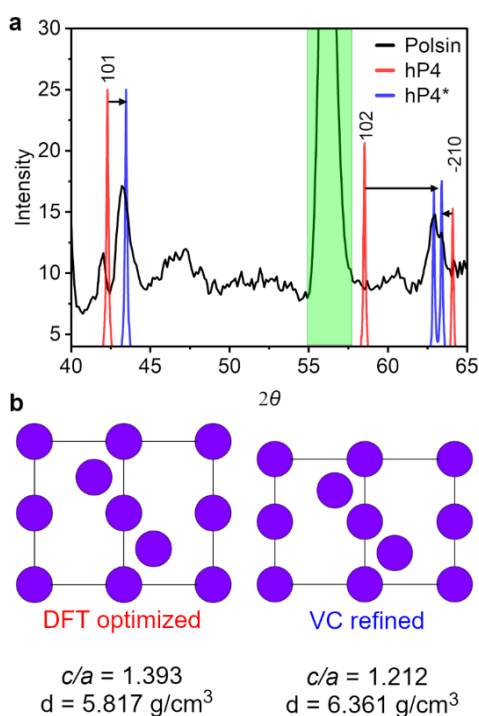 a
30
25
20
15
10
5
Intensity
Polsin
hP4
hP4*
101
102
-210
40 45 50 55 60 65
2θ
b
DFT optimized VC refined
c/a = 1.393 c/a = 1.212
d = 5.817 g/cm³ d = 6.361 g/cm³